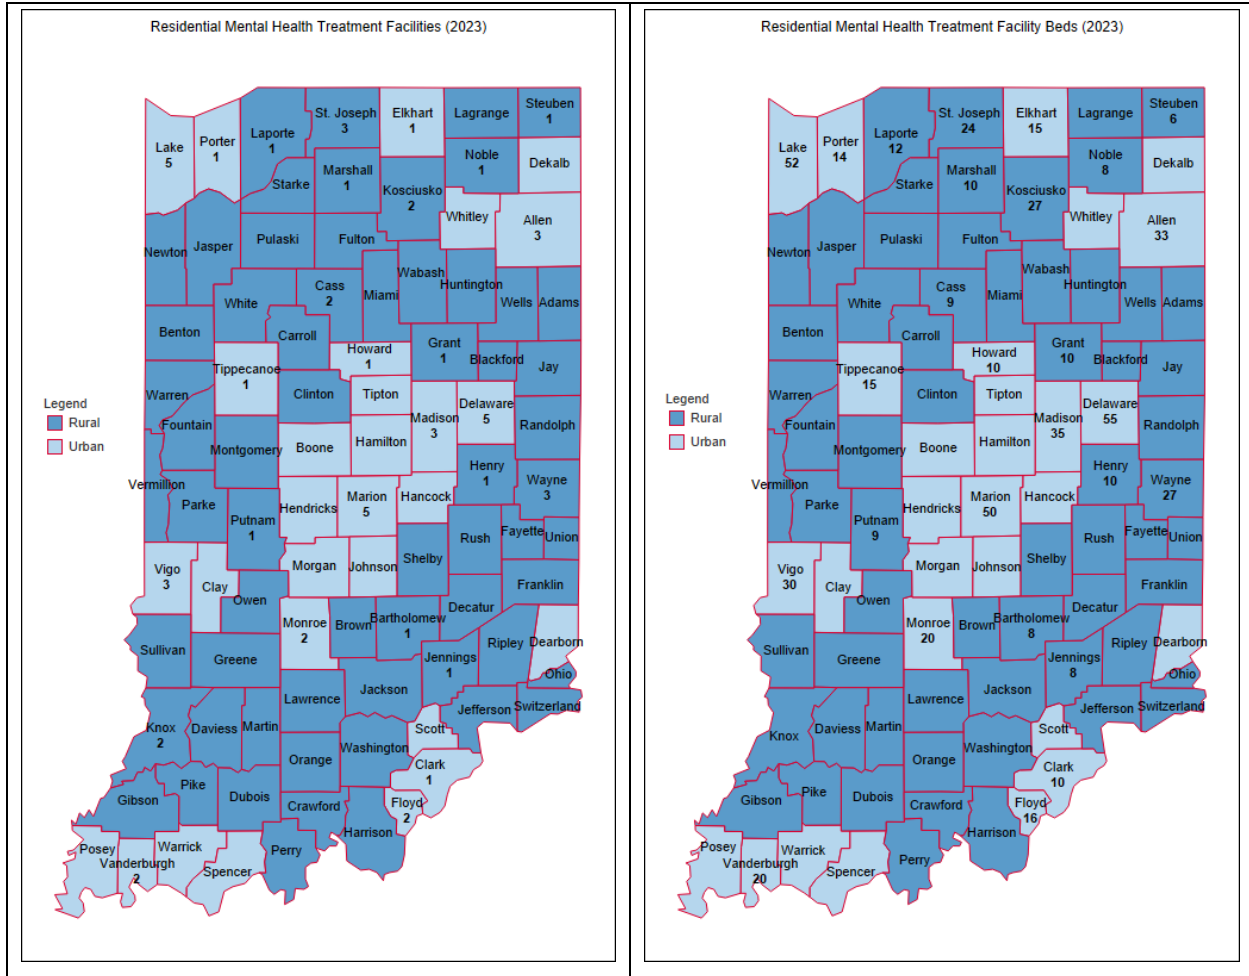 Residential Mental Health Treatment Facilities (2023)
Steuben
1
St. Joseph
3
Elkhart
1
Lagrange
Laporte
1
Porter
1
Lake
5
Noble
1
Dekalb
Marshall
1
Starke
Kosciusko
2
Whitley
Allen
3
Newton
Jasper
Pulaski
Fulton
Wabash
Huntington
Cass
2
Miami
White
Wells
Adams
Benton
Carroll
Howard
1
Grant
1
Blackford
Jay
Tippecanoe
1
Warren
Clinton
Tipton
Legend
Rural
Urban
Madison
3
Delaware
5
Fountain
Randolph
Boone
Hamilton
Montgomery
Henry
1
Wayne
3
Vermillion
Parke
Hendricks
Marion
5
Hancock
Putnam
1
Rush
Fayette
Union
Shelby
Vigo
3
Clay
Morgan
Johnson
Franklin
Owen
Decatur
Monroe
2
Brown
Bartholomew
1
Ripley
Dearborn
Sullivan
Greene
Jennings
1
Ohio
Lawrence
Jackson
Jefferson
Switzerland
Knox
2
Daviess
Martin
Scott
Washington
Orange
Clark
1
Pike
Gibson
Dubois
Crawford
Floyd
2
Harrison
Posey
Vanderburgh
2
Warrick
Spencer
Perry
Residential Mental Health Treatment Facility Beds (2023)
Steuben
6
St. Joseph
24
Elkhart
15
Lagrange
Laporte
12
Porter
14
Lake
52
Noble
8
Dekalb
Marshall
10
Starke
Kosciusko
27
Whitley
Allen
33
Newton
Jasper
Pulaski
Fulton
Wabash
Huntington
Cass
9
Miami
White
Wells
Adams
Benton
Carroll
Howard
10
Grant
10
Blackford
Jay
Tippecanoe
15
Warren
Clinton
Tipton
Legend
Rural
Urban
Madison
35
Delaware
55
Fountain
Randolph
Boone
Hamilton
Montgomery
Henry
10
Wayne
27
Vermillion
Parke
Hendricks
Marion
50
Hancock
Putnam
9
Rush
Fayette
Union
Shelby
Vigo
30
Clay
Morgan
Johnson
Franklin
Owen
Decatur
Monroe
20
Brown
Bartholomew
8
Ripley
Dearborn
Sullivan
Greene
Jennings
8
Ohio
Lawrence
Jackson
Jefferson
Switzerland
Knox
Daviess
Martin
Scott
Washington
Orange
Clark
10
Pike
Gibson
Dubois
Crawford
Floyd
16
Harrison
Posey
Vanderburgh
20
Warrick
Spencer
Perry